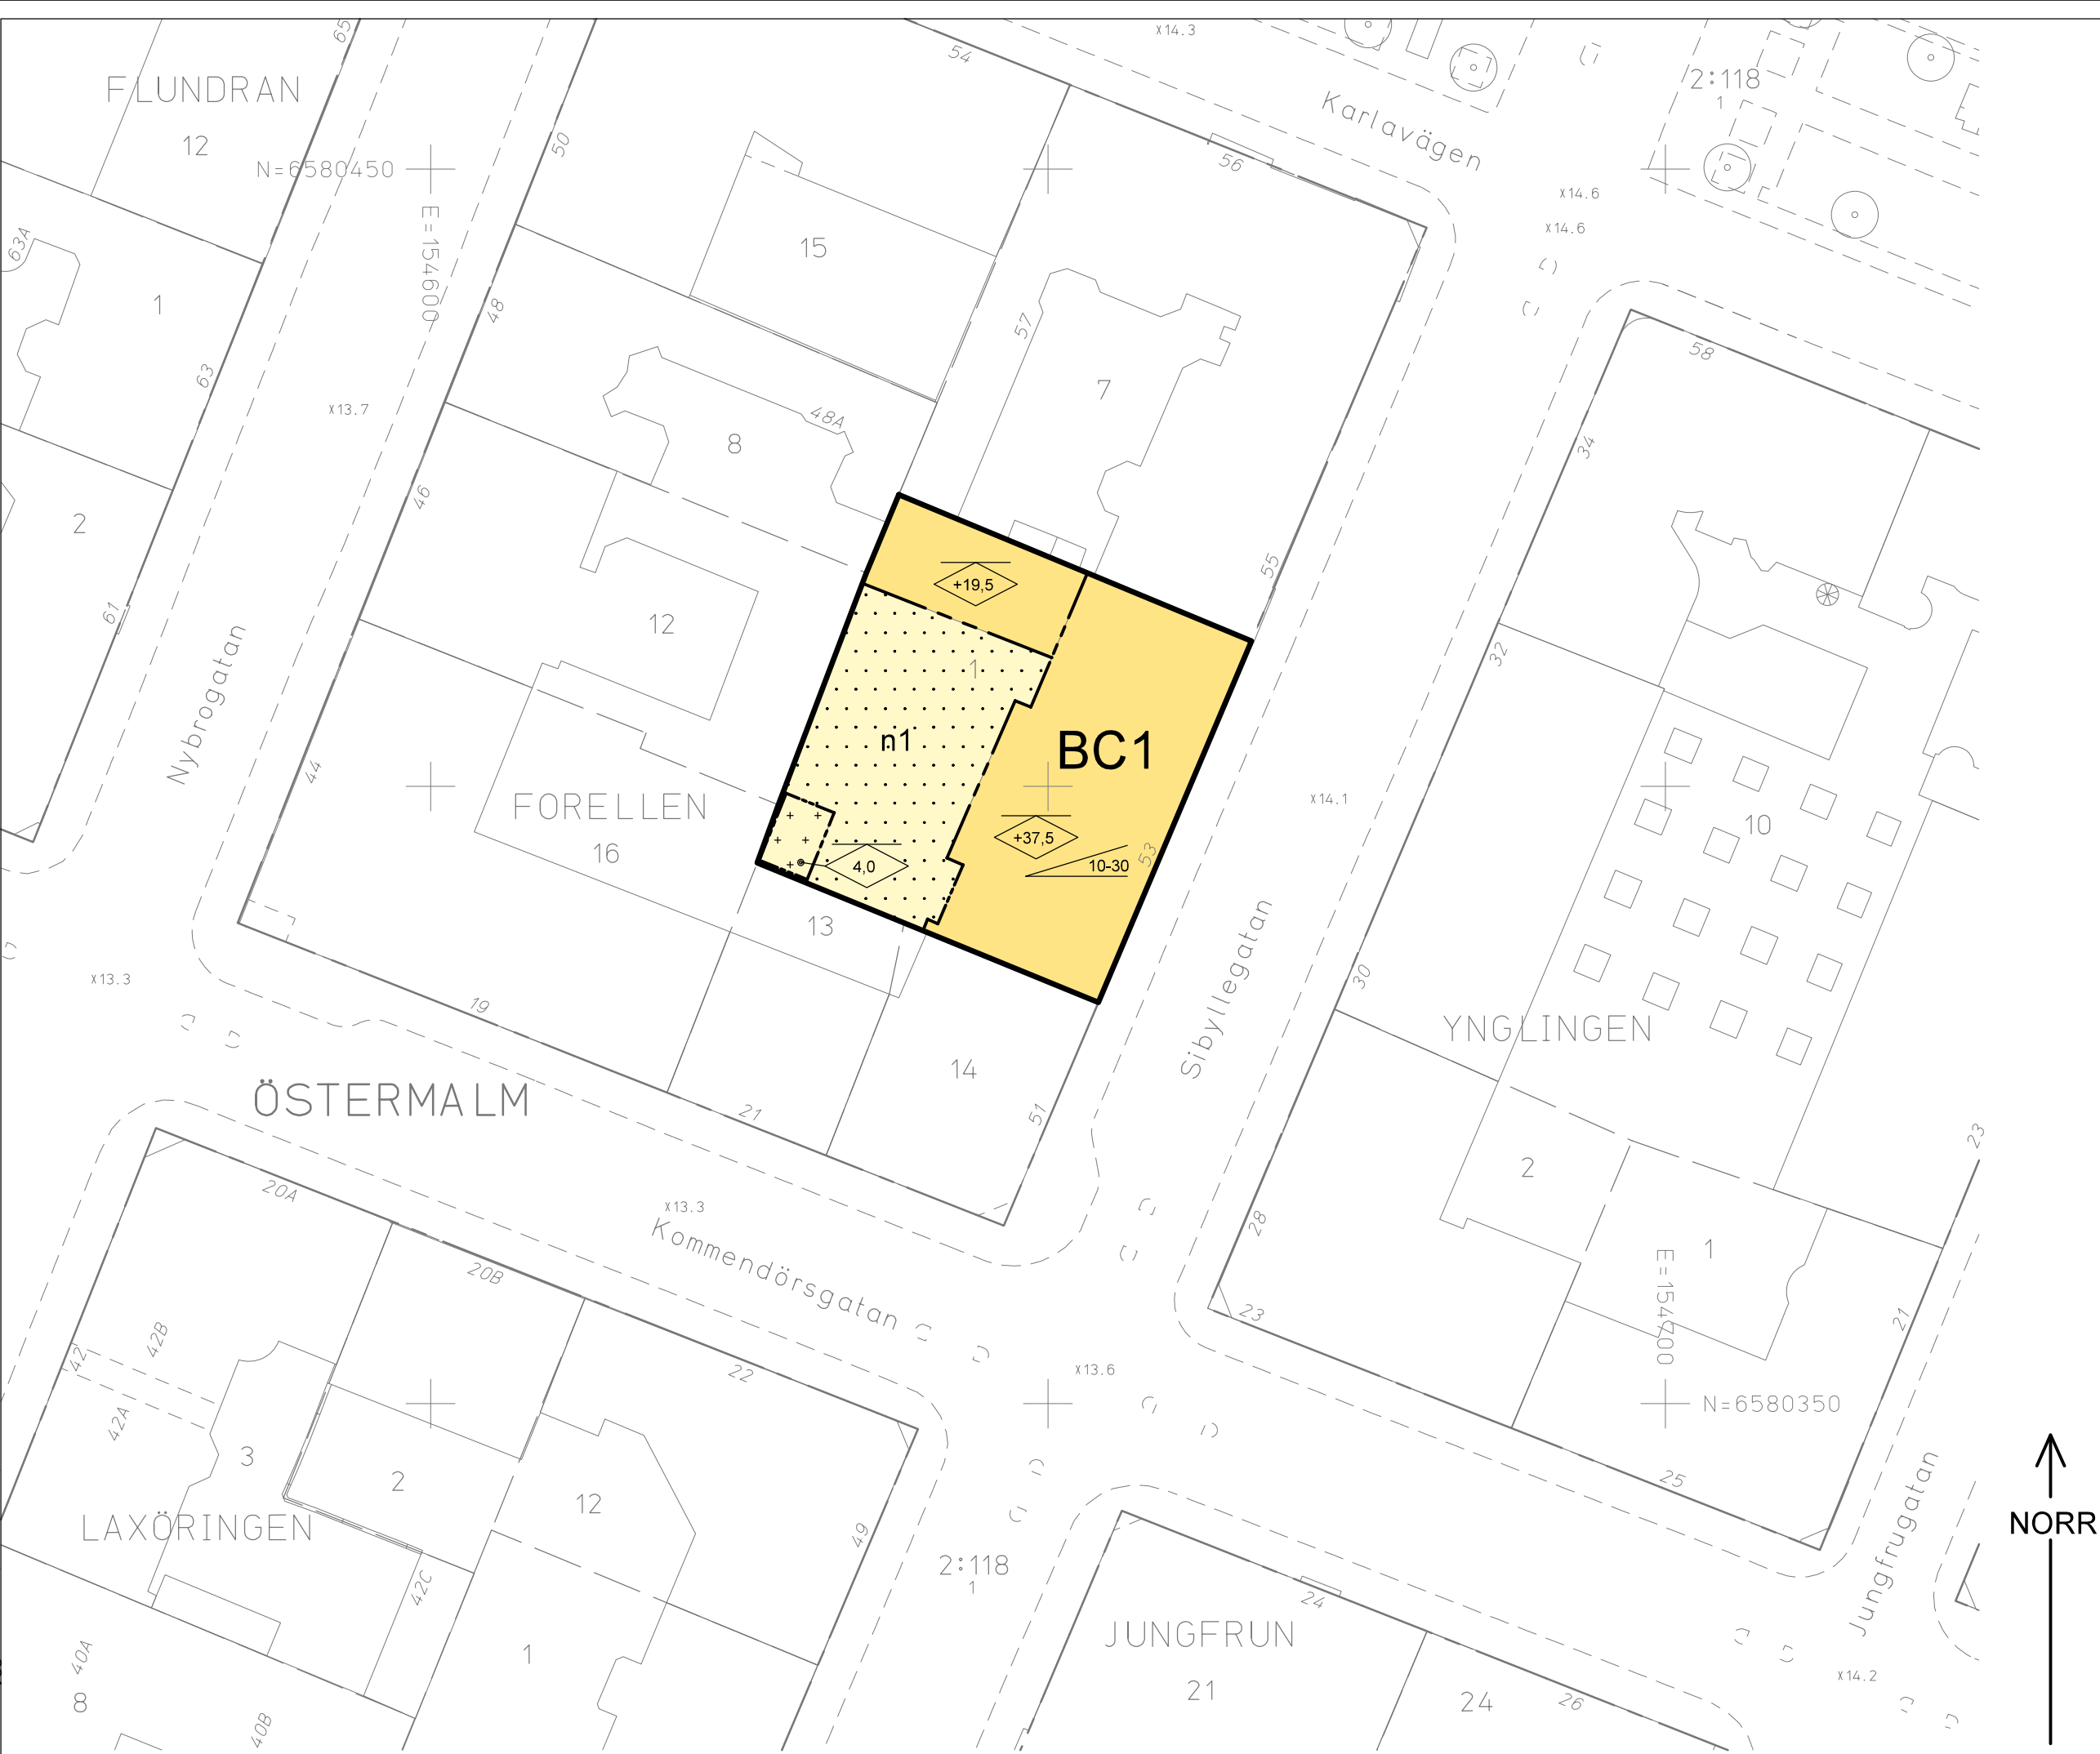 65
54
x14.3
2:118
1
FLUNDRAN
12
50
Karlavägen
N=6580450
56
x14.6
x14.6
E=154600
63A
15
1
48
57
58
63
x13.7
7
48A
8
34
46
2
55
+19,5
61
12
32
1
Nybrogatan
n1
BC1
44
x14.1
FORELLEN
16
10
+37,5
53
10-30
4,0
13
Sibyllegatan
x13.3
19
30
YNGLINGEN
14
ÖSTERMALM
21
51
23
2
20A
x13.3
28
Kommendörsgatan
1
20B
E=154700
23
21
42B
42
22
x13.6
N=6580350
42A
3
2
12
25
LAXÖRINGEN
49
NORR
2:118
1
42C
24
Jungfrugatan
JUNGFRUN
40A
1
x14.2
8
21
24
26
40B